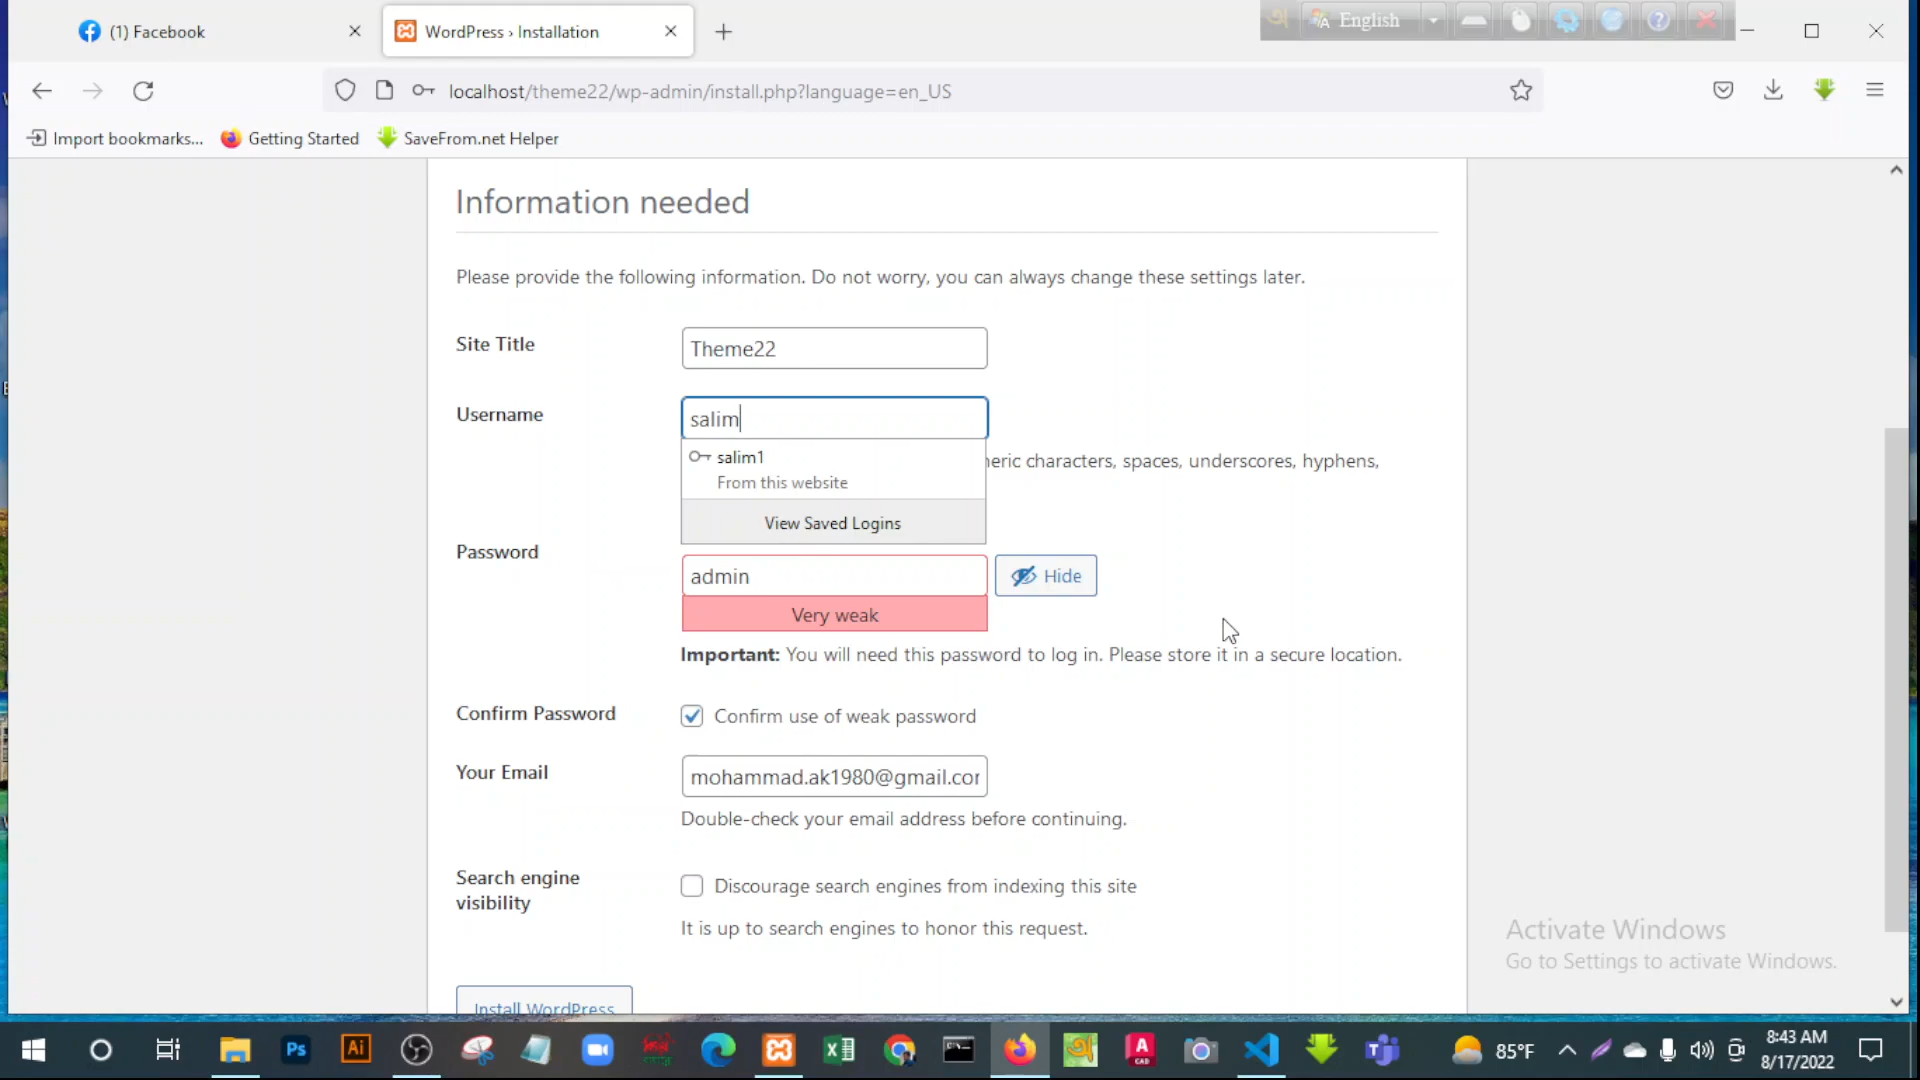 (1) Facebook
WordPress › Installation
English
localhost/theme22/wp-admin/install.php?language=en_US
Import bookmarks...
Getting Started
SaveFrom.net Helper
Information needed
Please provide the following information. Do not worry, you can always change these settings later.
Site Title
Theme22
Username
salim
salim1
From this website
View Saved Logins
neric characters, spaces, underscores, hyphens,
Password
admin
Hide
Very weak
Important: You will need this password to log in. Please store it in a secure location.
Confirm Password
Confirm use of weak password
Your Email
mohammad.ak1980@gmail.cor
Double-check your email address before continuing.
Search engine
visibility
Discourage search engines from indexing this site
It is up to search engines to honor this request.
Install WordPress
Activate Windows
Go to Settings to activate Windows.
Ps
Ai
A
CAD
85°F
8:43 AM
8/17/2022